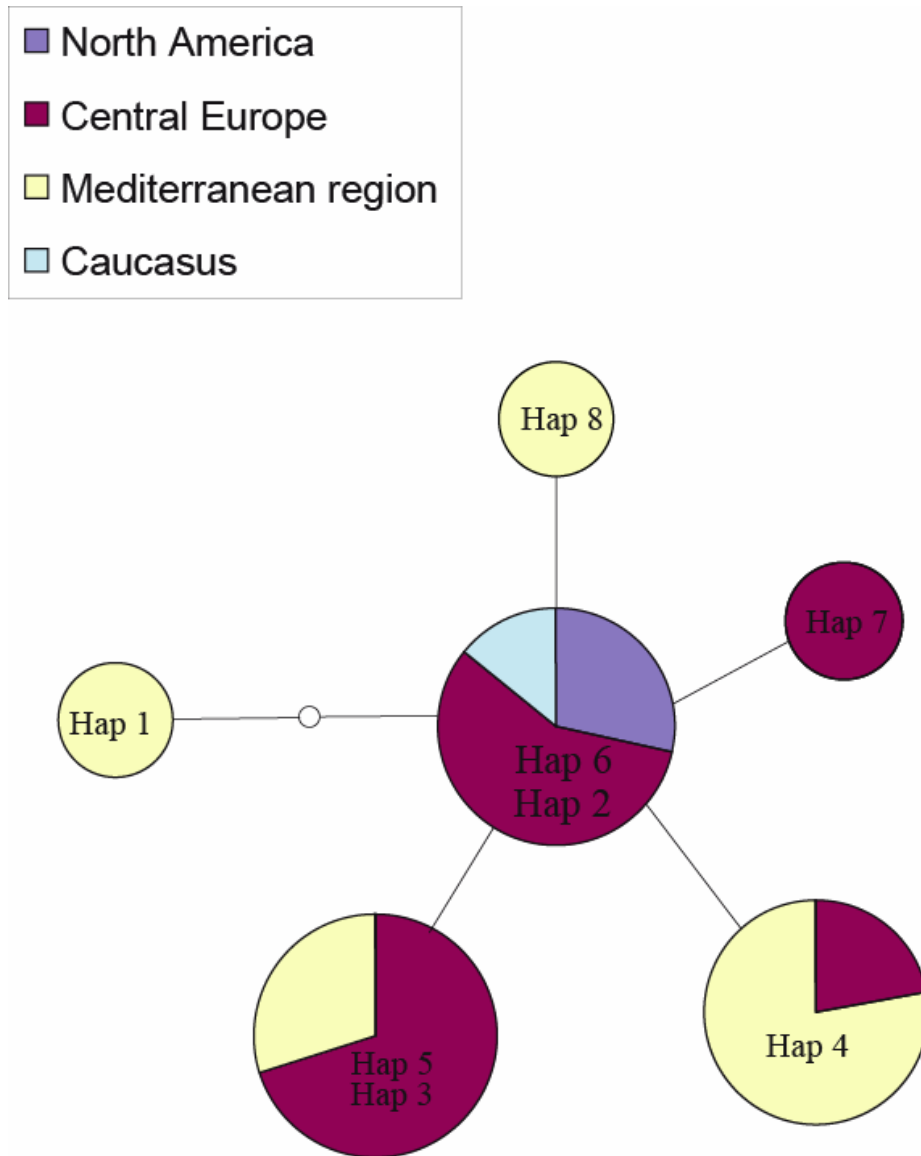 North America
Central Europe
Mediterranean region
Caucasus
Hap 8
Hap 7
Hap 1
Hap 6
Hap 2
Hap 5
Hap 3
Hap 4